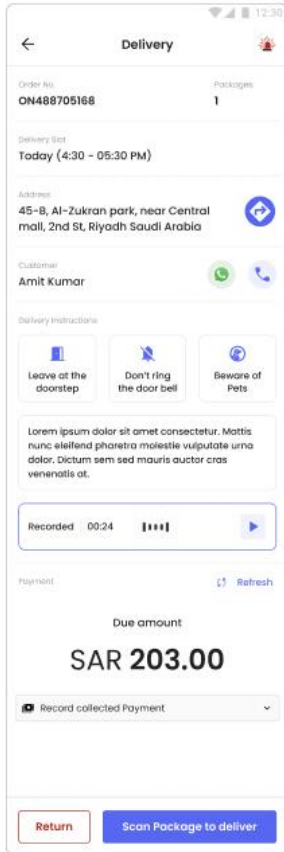 12:30
Delivery
Order No.
ON488705168
Packages
1
Delivery Slot
Today (4:30 - 05:30 PM)
Address
45-B, Al-Zukran park, near Central
mall, 2nd St, Riyadh Saudi Arabia
Customer
Amit Kumar
Delivery Instructions
Leave at the
doorstep
Don't ring
the door bell
Beware of
Pets
Lorem ipsum dolor sit amet consectetur. Mattis
nunc eleifend pharetra molestie vulputate urna
dolor. Dictum sem sed mauris auctor cras
venenatis at.
Recorded 00:24
Payment
Refresh
Due amount
SAR 203.00
Record collected Payment
Return
Scan Package to deliver